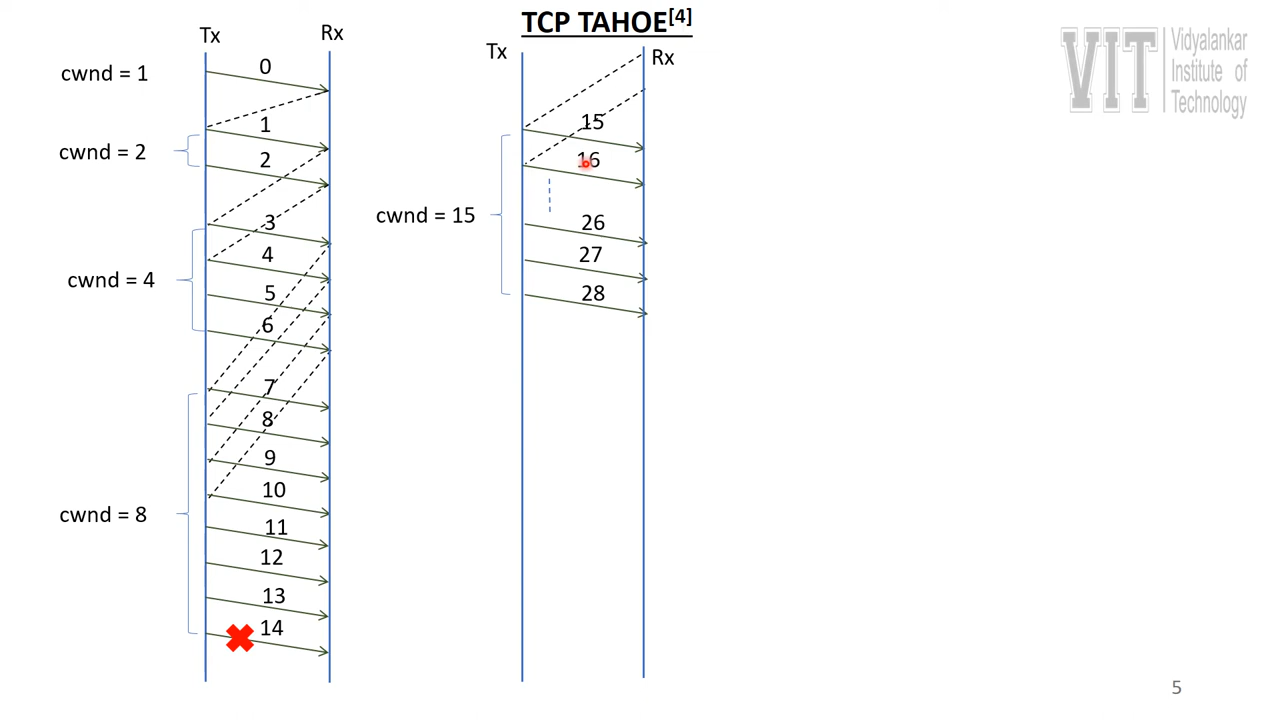 TCP TAHOE[4]
Tx
Rx
cwnd = 1
0
1
cwnd = 2
2
3
4
cwnd = 4
5
6
7
8
9
10
cwnd = 8
11
12
13
14
Tx
Rx
15
16
cwnd = 15
26
27
28
VIT
Vidyalankar
Institute of
Technology
5